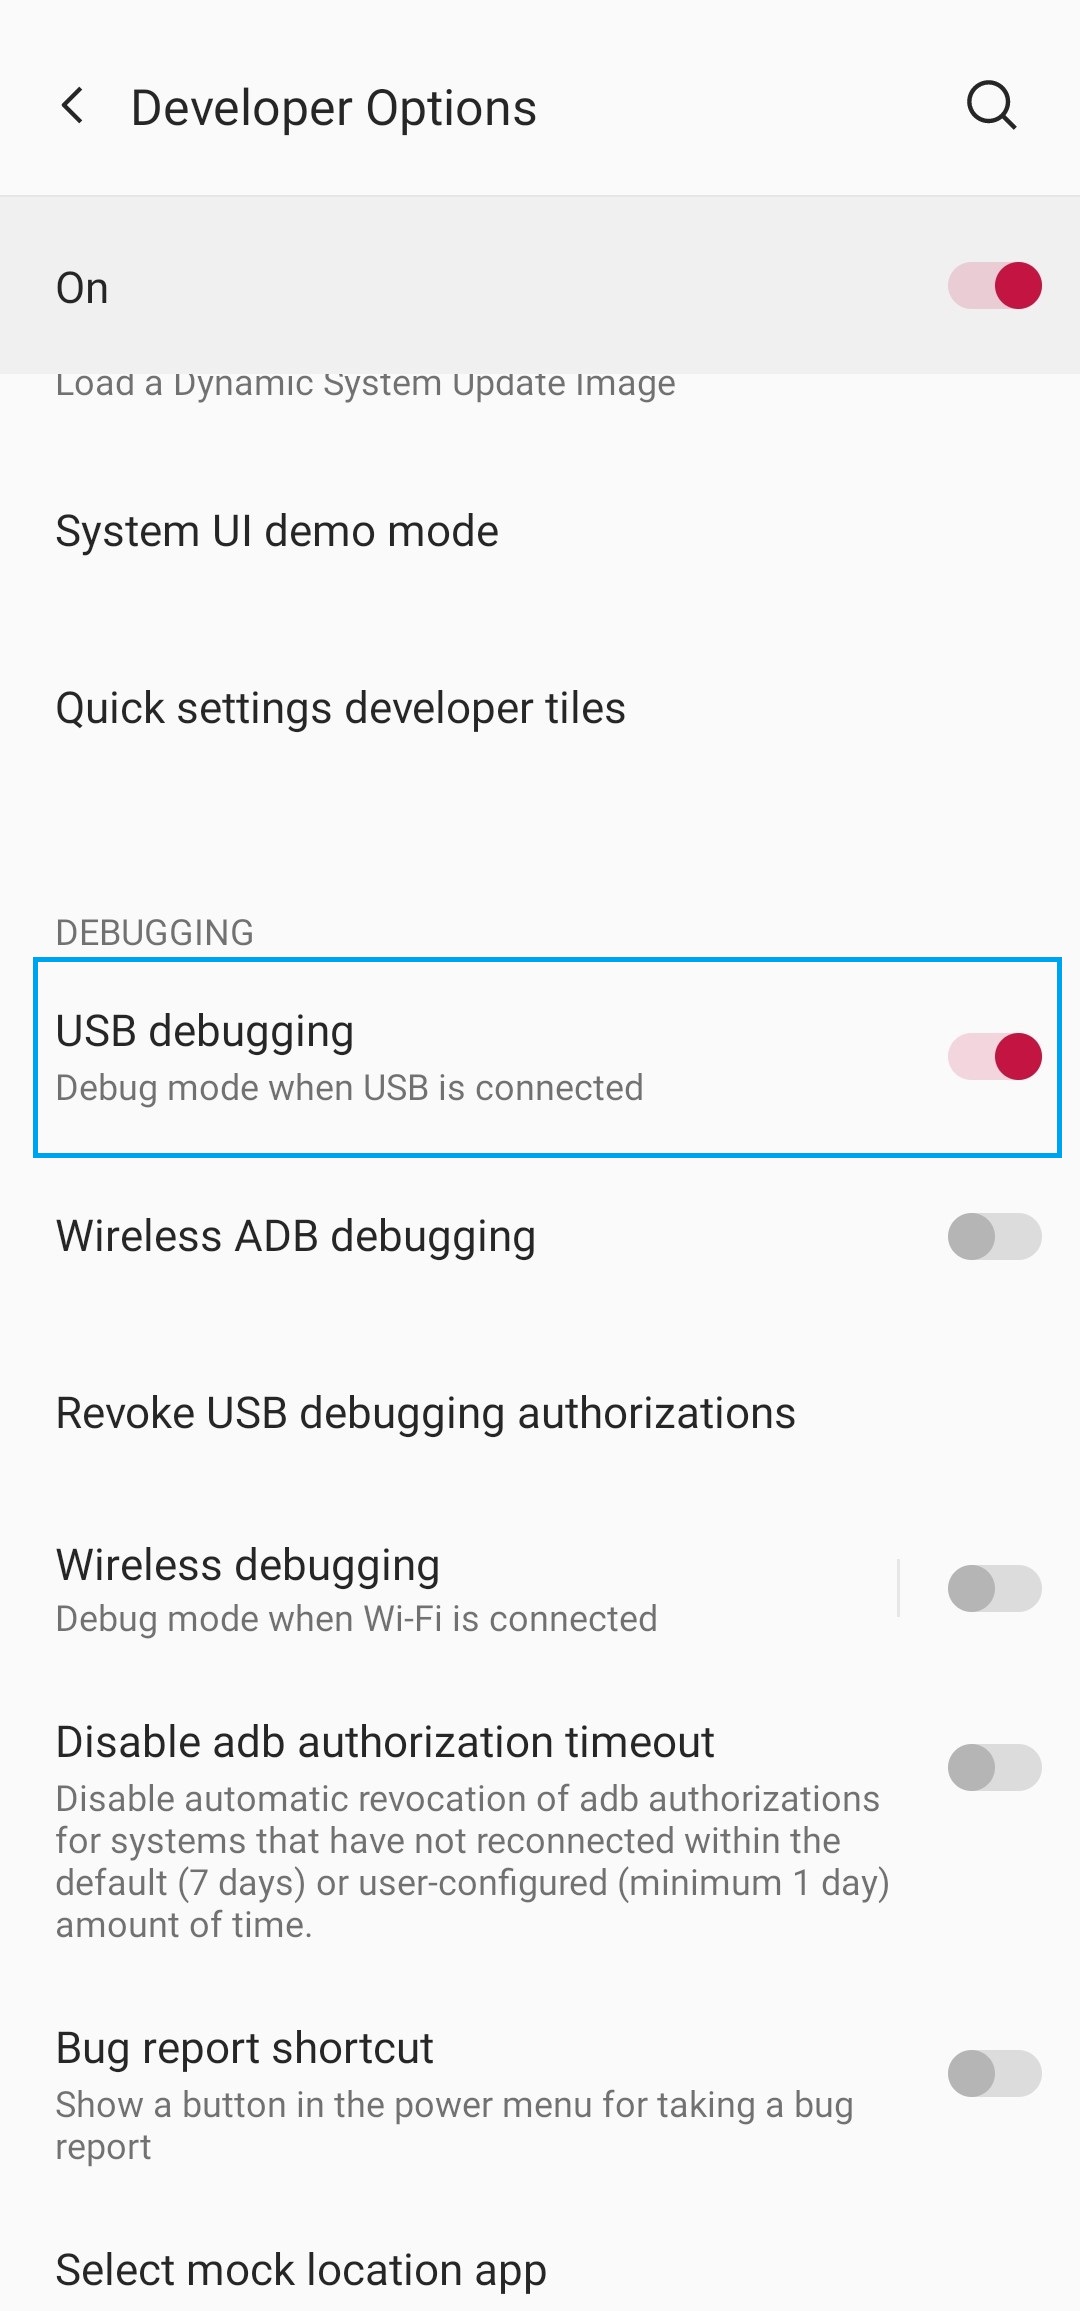 Developer Options
On
Load a Dynamic System Update Image
System UI demo mode
Quick settings developer tiles
DEBUGGING
USB debugging
Debug mode when USB is connected
Wireless ADB debugging
Revoke USB debugging authorizations
Wireless debugging
Debug mode when Wi-Fi is connected
Disable adb authorization timeout
Disable automatic revocation of adb authorizations
for systems that have not reconnected within the
default (7 days) or user-configured (minimum 1 day)
amount of time.
Bug report shortcut
Show a button in the power menu for taking a bug
report
Select mock location app